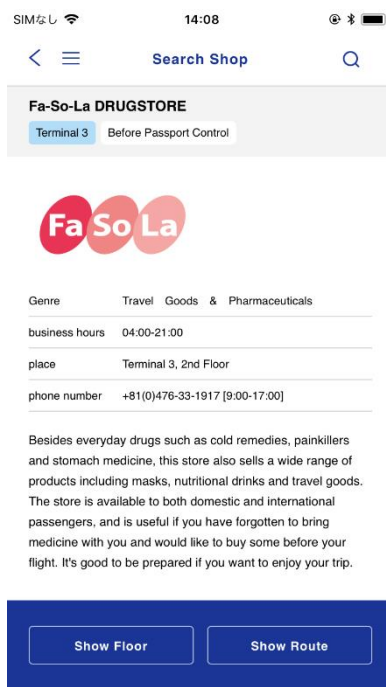 SIMなし 14:08
Search Shop
Fa-So-La DRUGSTORE
Terminal 3 Before Passport Control
Fa So La
Genre Travel Goods & Pharmaceuticals
business hours 04:00-21:00
place Terminal 3, 2nd Floor
phone number +81(0)476-33-1917 [9:00-17:00]
Besides everyday drugs such as cold remedies, painkillers
and stomach medicine, this store also sells a wide range of
products including masks, nutritional drinks and travel goods.
The store is available to both domestic and international
passengers, and is useful if you have forgotten to bring
medicine with you and would like to buy some before your
flight. It's good to be prepared if you want to enjoy your trip.
Show Floor Show Route